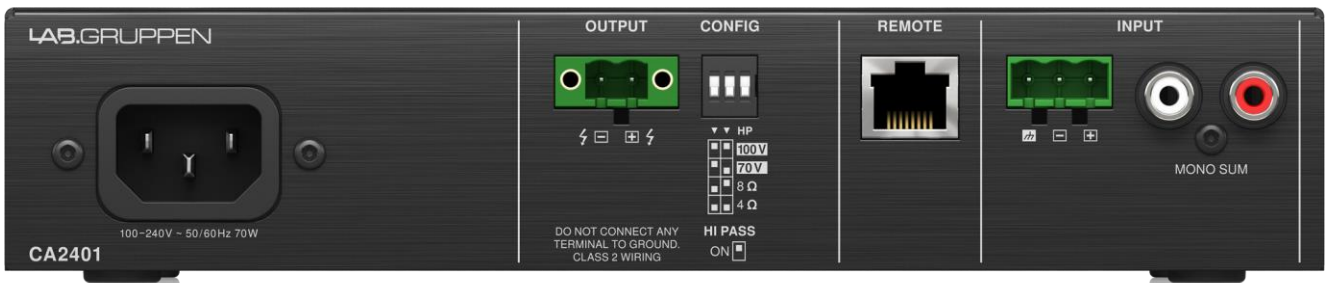 LAB.GRUPPEN
100-240V ~ 50/60Hz 70W
CA2401
OUTPUT
CONFIG
▼ ▼ HP
100 V
70 V
8 Ω
4 Ω
DO NOT CONNECT ANY
TERMINAL TO GROUND.
CLASS 2 WIRING
HI PASS
ON
REMOTE
INPUT
MONO SUM